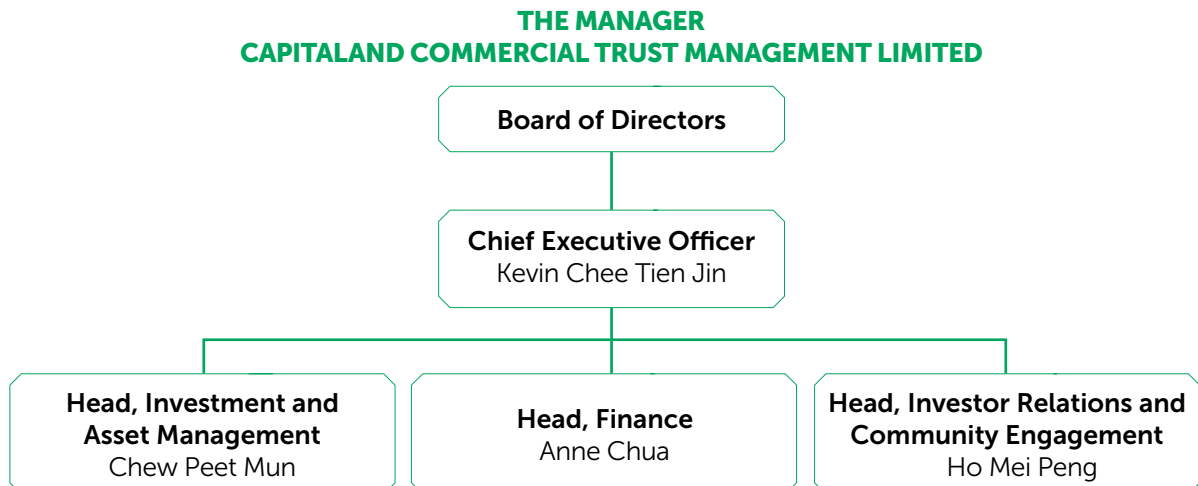 THE MANAGER
CAPITALAND COMMERCIAL TRUST MANAGEMENT LIMITED
Board of Directors
Chief Executive Officer
Kevin Chee Tien Jin
Head, Investment and
Asset Management
Chew Peet Mun
Head, Finance
Anne Chua
Head, Investor Relations and
Community Engagement
Ho Mei Peng